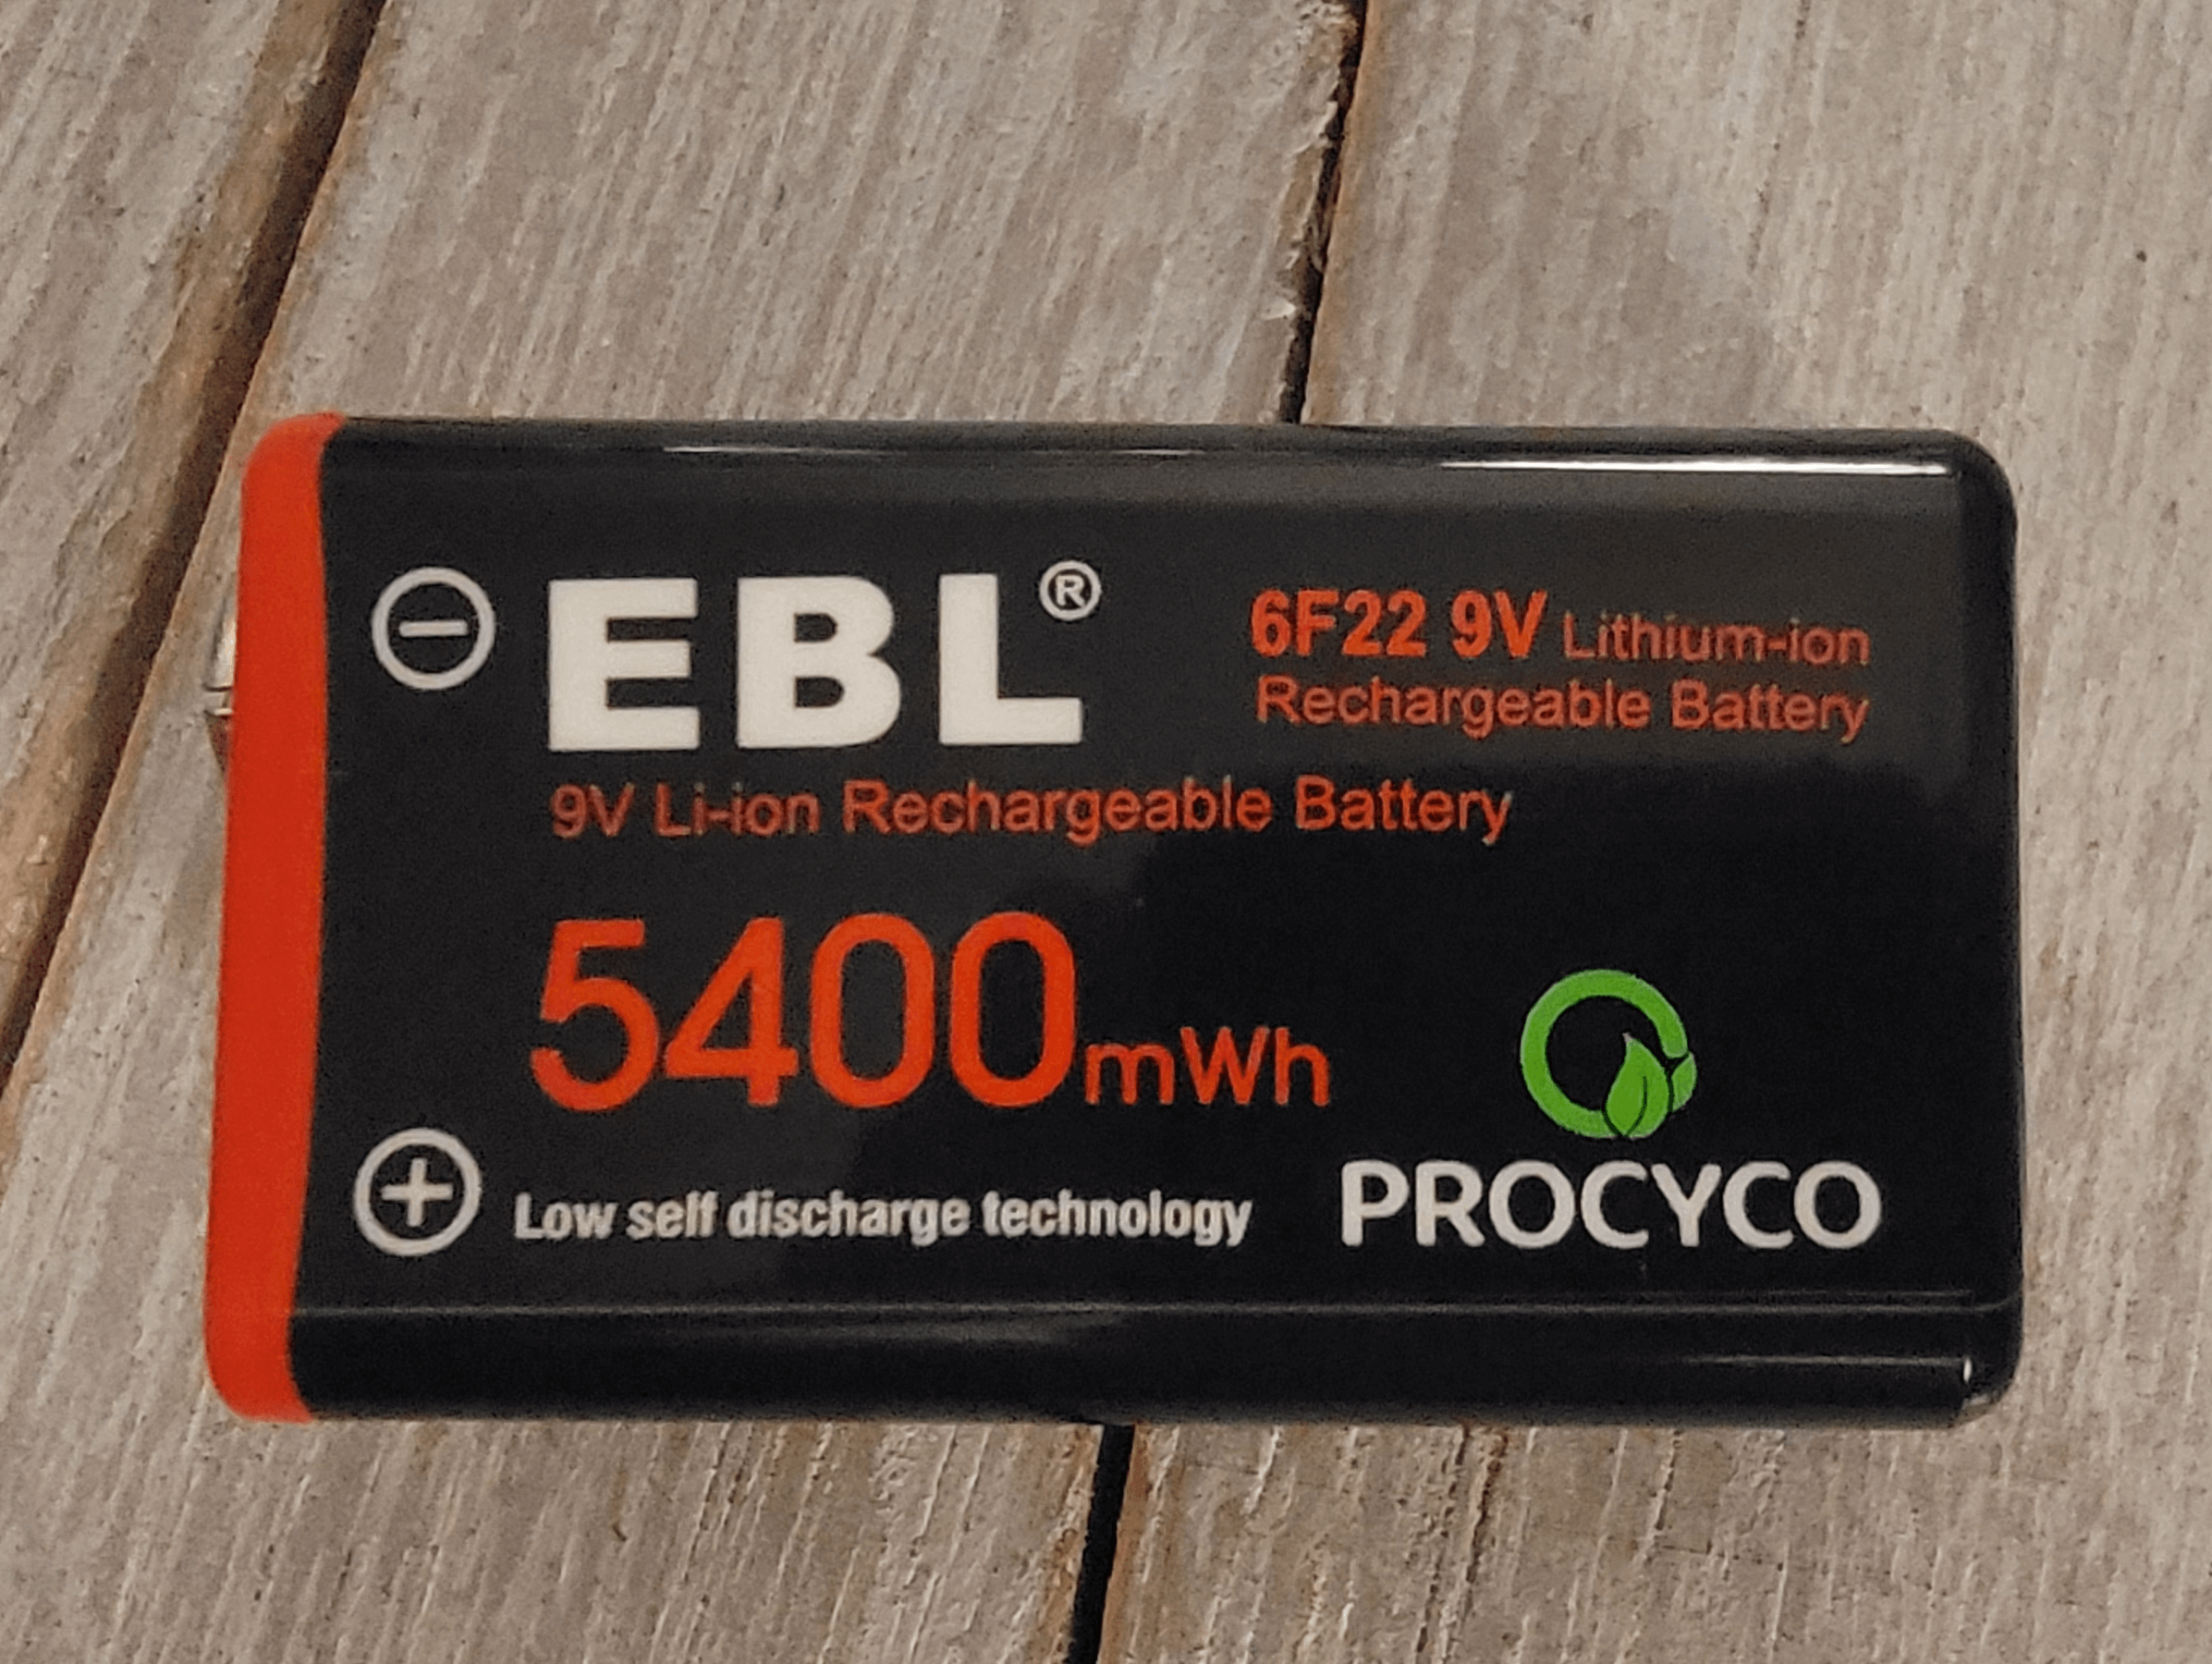 EBL®
6F22 9V Lithium-ion
Rechargeable Battery
9V Li-ion Rechargeable Battery
5400mWh
Low self discharge technology
PROCYCO